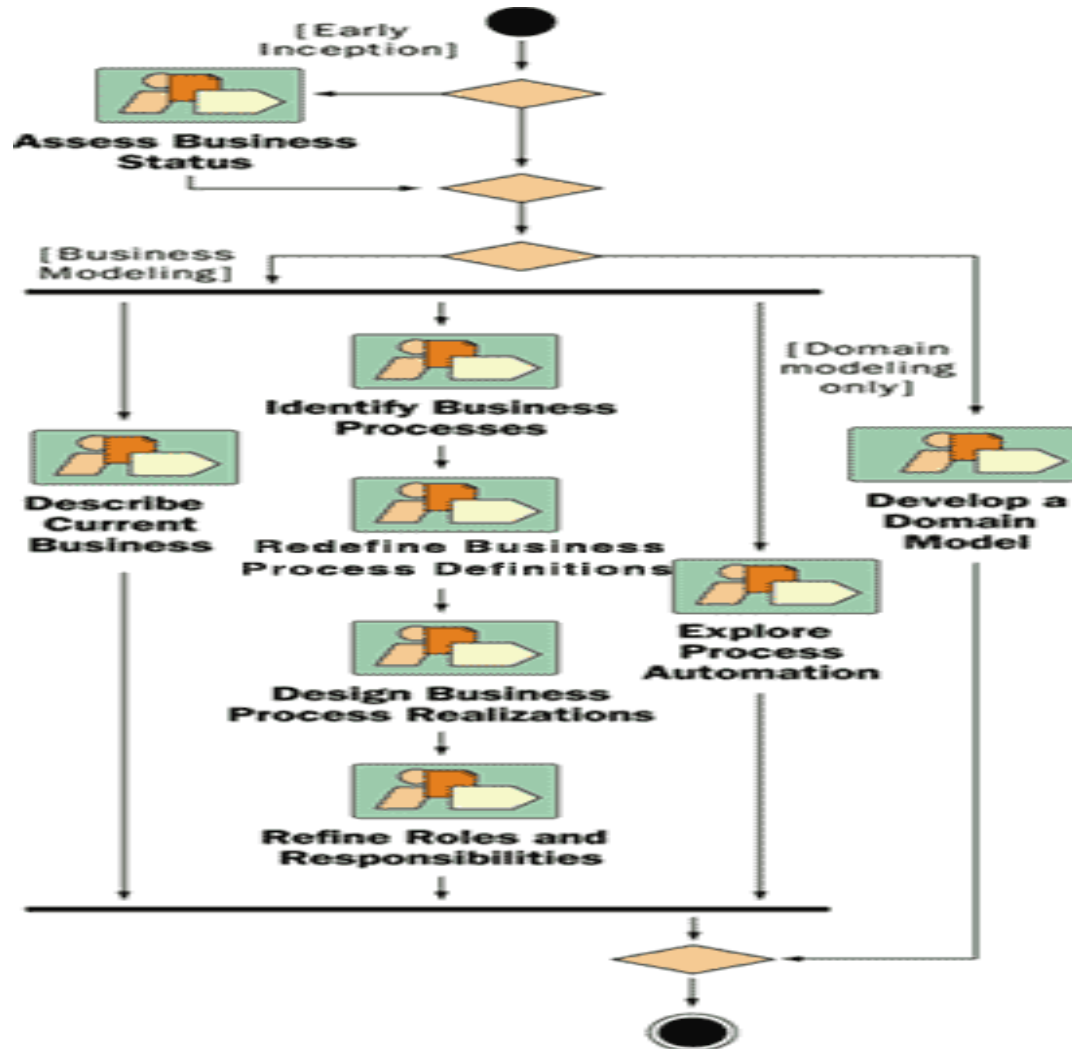 [Early
Inception]
Assess Business
Status
[Business
Modeling]
[Domain
modeling
only]
Identify Business
Processes
Describe
Current
Business
Develop a
Domain
Model
Redefine Business
Process Definitions
Explore
Process
Automation
Design Business
Process Realizations
Refine Roles and
Responsibilities